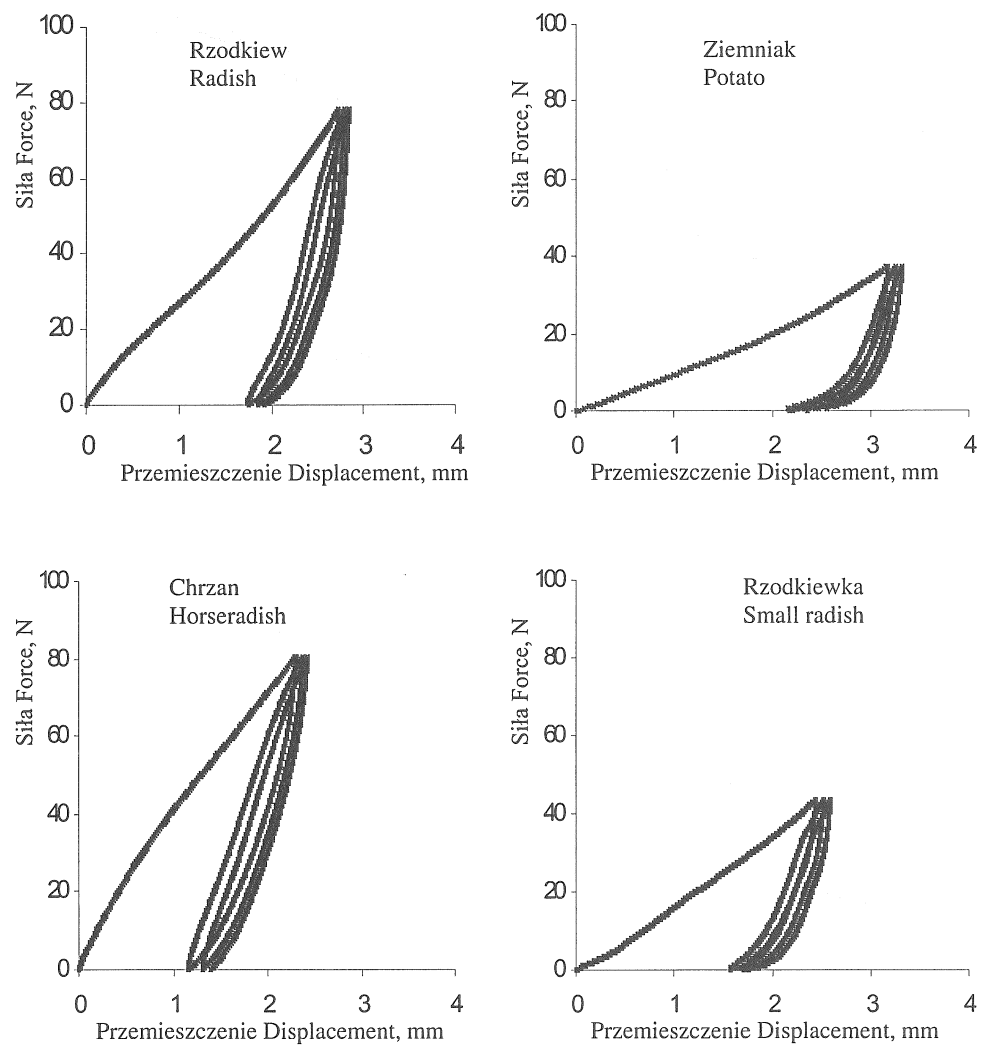 100
80
60
40
20
0
Siła Force, N
Rzodkiew
Radish
0 1 2 3 4
Przemieszczenie Displacement, mm
100
80
60
40
20
0
Siła Force, N
Ziemniak
Potato
0 1 2 3 4
Przemieszczenie Displacement, mm
100
80
60
40
20
0
Siła Force, N
Chrzan
Horseradish
0 1 2 3 4
Przemieszczenie Displacement, mm
100
80
60
40
20
0
Siła Force, N
Rzodkiewka
Small radish
0 1 2 3 4
Przemieszczenie Displacement, mm